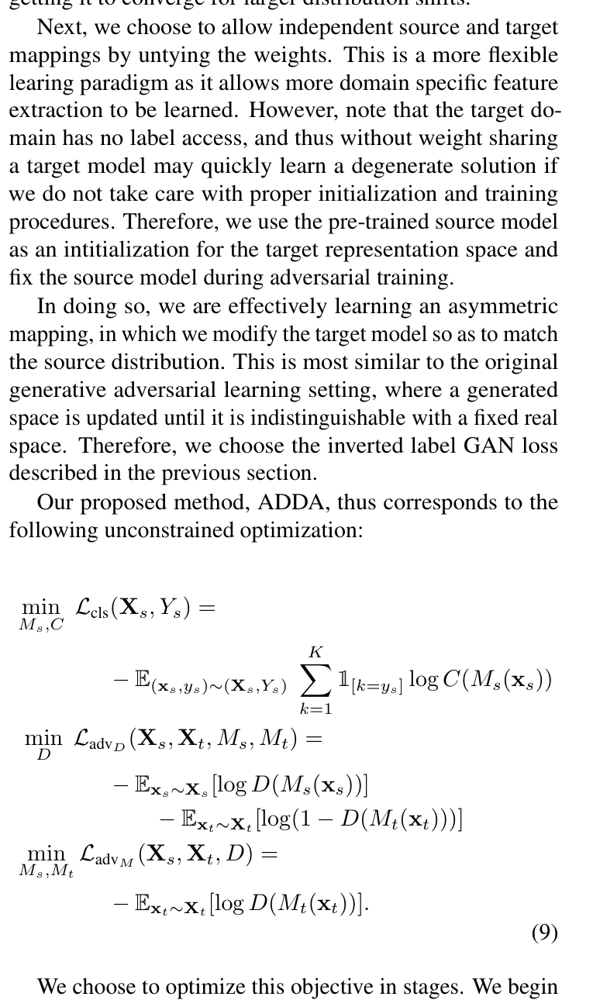 getting it to converge for larger distribution shifts.
Next, we choose to allow independent source and target
mappings by untying the weights. This is a more flexible
learing paradigm as it allows more domain specific feature
extraction to be learned. However, note that the target do-
main has no label access, and thus without weight sharing
a target model may quickly learn a degenerate solution if
we do not take care with proper initialization and training
procedures. Therefore, we use the pre-trained source model
as an intitialization for the target representation space and
fix the source model during adversarial training.
In doing so, we are effectively learning an asymmetric
mapping, in which we modify the target model so as to match
the source distribution. This is most similar to the original
generative adversarial learning setting, where a generated
space is updated until it is indistinguishable with a fixed real
space. Therefore, we choose the inverted label GAN loss
described in the previous section.
Our proposed method, ADDA, thus corresponds to the
following unconstrained optimization:
\min_{M_s,C} \mathcal{L}_{\text{cls}}(\mathbf{X}_s, Y_s) =
- \mathbb{E}_{(\mathbf{x}_s,y_s)\sim(\mathbf{X}_s,Y_s)} \sum_{k=1}^{K} \mathbb{1}_{[k=y_s]} \log C(M_s(\mathbf{x}_s))
\min_{D} \mathcal{L}_{\text{adv}_D}(\mathbf{X}_s, \mathbf{X}_t, M_s, M_t) =
- \mathbb{E}_{\mathbf{x}_s\sim\mathbf{X}_s}[\log D(M_s(\mathbf{x}_s))]
- \mathbb{E}_{\mathbf{x}_t\sim\mathbf{X}_t}[\log(1 - D(M_t(\mathbf{x}_t)))]
\min_{M_s,M_t} \mathcal{L}_{\text{adv}_M}(\mathbf{X}_s, \mathbf{X}_t, D) =
- \mathbb{E}_{\mathbf{x}_t\sim\mathbf{X}_t}[\log D(M_t(\mathbf{x}_t))].
(9)
We choose to optimize this objective in stages. We begin